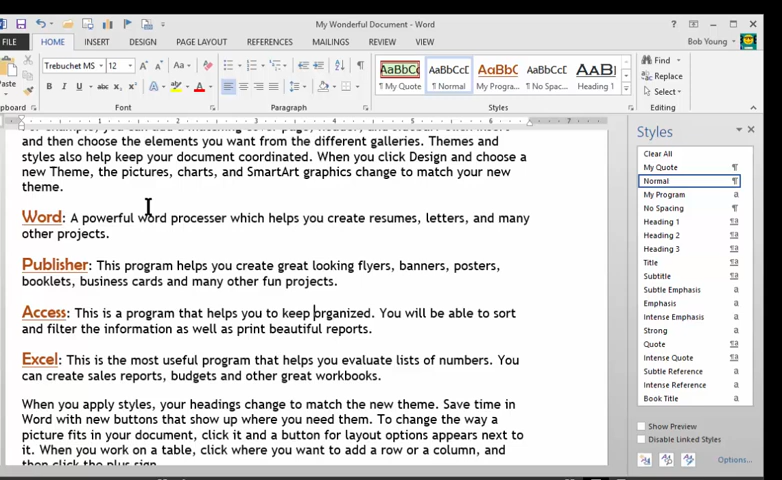 My Wonderful Document - Word
FILE HOME INSERT DESIGN PAGE LAYOUT REFERENCES MAILINGS REVIEW VIEW Bob Young
Trebuchet MS 12
Font Paragraph Styles Editing
AaBbCc AaBbCcD AaBbCc AaBbCcD AaBb
My Quote ¶ Normal My Progra... ¶ No Spac... Heading 1
Find
Replace
Select
and then choose the elements you want from the different galleries. Themes and
styles also help keep your document coordinated. When you click Design and choose a
new Theme, the pictures, charts, and SmartArt graphics change to match your new
theme.
Word: A powerful word processer which helps you create resumes, letters, and many
other projects.
Publisher: This program helps you create great looking flyers, banners, posters,
booklets, business cards and many other fun projects.
Access: This is a program that helps you to keep organized. You will be able to sort
and filter the information as well as print beautiful reports.
Excel: This is the most useful program that helps you evaluate lists of numbers. You
can create sales reports, budgets and other great workbooks.
When you apply styles, your headings change to match the new theme. Save time in
Word with new buttons that show up where you need them. To change the way a
picture fits in your document, click it and a button for layout options appears next to
it. When you work on a table, click where you want to add a row or a column, and
then click the plus sign.
Styles
Clear All
My Quote
Normal
My Program
No Spacing
Heading 1
Heading 2
Heading 3
Title
Subtitle
Subtle Emphasis
Emphasis
Intense Emphasis
Strong
Quote
Intense Quote
Subtle Reference
Intense Reference
Book Title
Show Preview
Disable Linked Styles
Options...